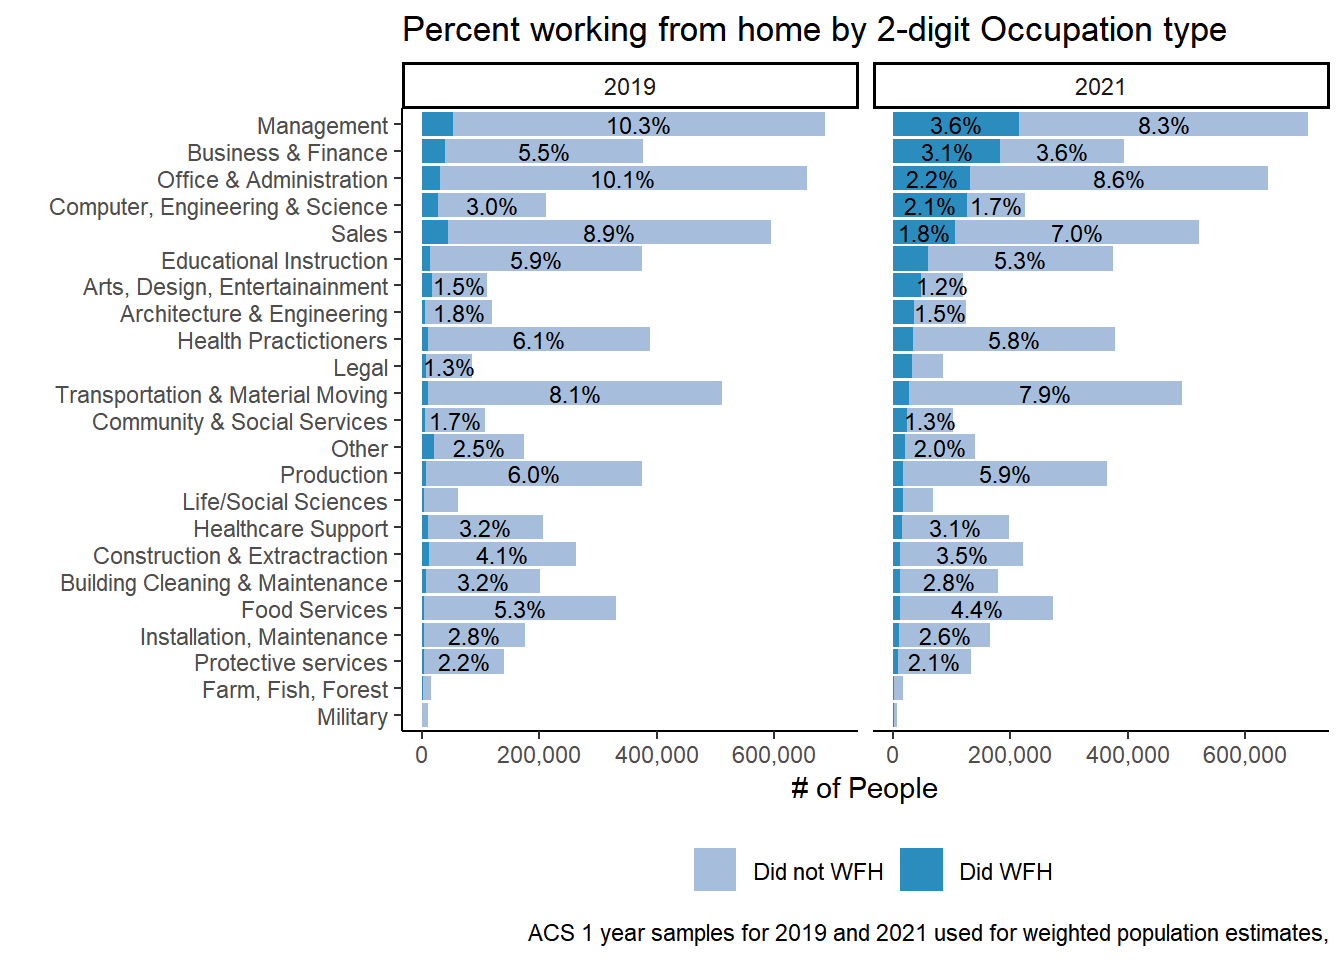 Percent working from home by 2-digit Occupation type
2019 2021
Management 10.3% 3.6% 8.3%
Business & Finance 5.5% 3.1% 3.6%
Office & Administration 10.1% 2.2% 8.6%
Computer, Engineering & Science 3.0% 2.1% 1.7%
Sales 8.9% 1.8% 7.0%
Educational Instruction 5.9% 5.3%
Arts, Design, Entertainainment 1.5% 1.2%
Architecture & Engineering 1.8% 1.5%
Health Practictioners 6.1% 5.8%
Legal 1.3%
Transportation & Material Moving 8.1% 7.9%
Community & Social Services 1.7% 1.3%
Other 2.5% 2.0%
Production 6.0% 5.9%
Life/Social Sciences
Healthcare Support 3.2% 3.1%
Construction & Extractraction 4.1% 3.5%
Building Cleaning & Maintenance 3.2% 2.8%
Food Services 5.3% 4.4%
Installation, Maintenance 2.8% 2.6%
Protective services 2.2% 2.1%
Farm, Fish, Forest
Military
0 200,000 400,000 600,000 0 200,000 400,000 600,000
# of People
Did not WFH Did WFH
ACS 1 year samples for 2019 and 2021 used for weighted population estimates,